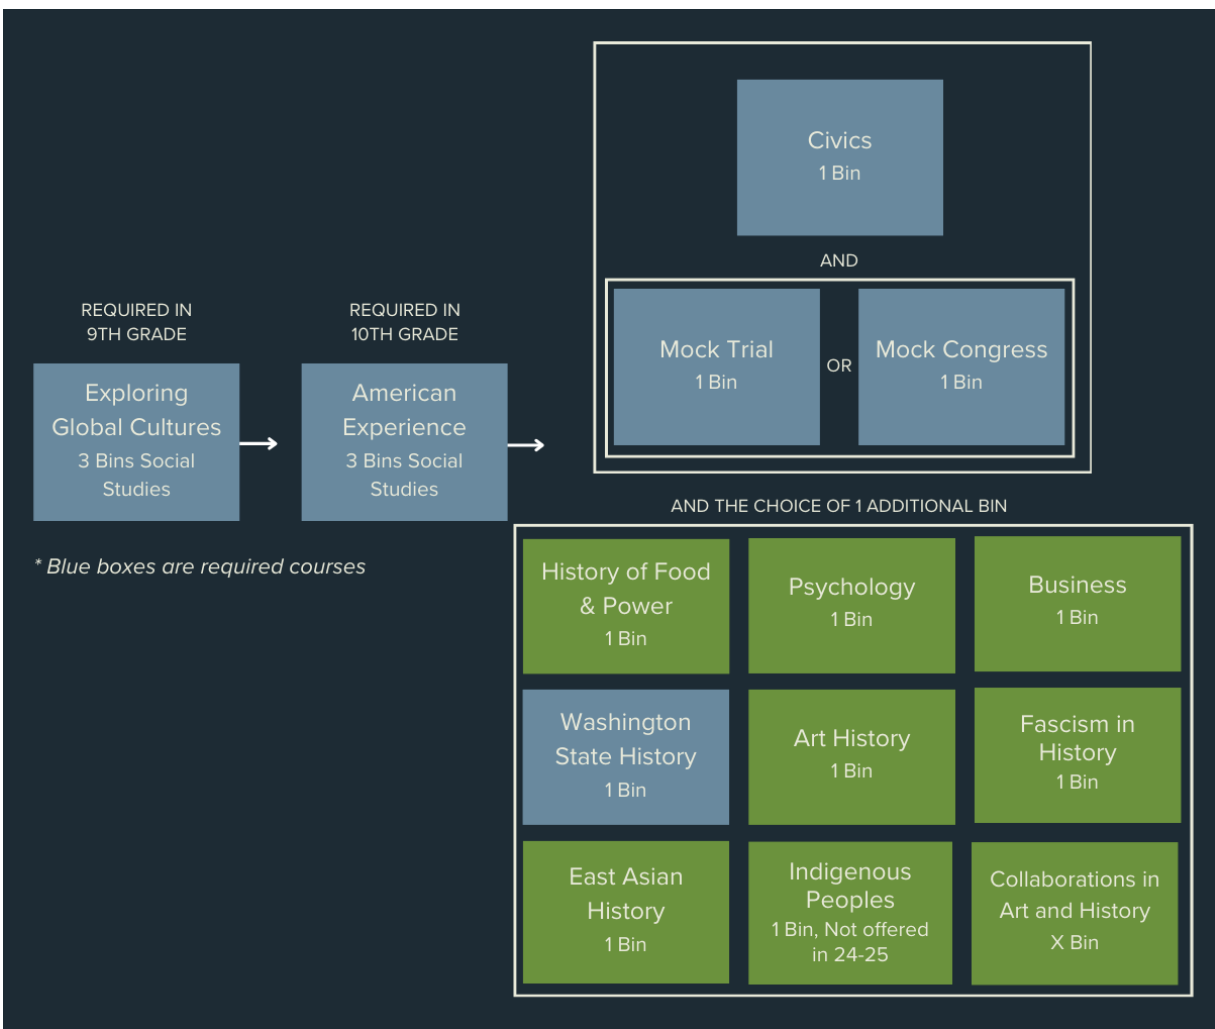 Civics
1 Bin
AND
Mock Trial
1 Bin
OR
Mock Congress
1 Bin
REQUIRED IN
9TH GRADE
Exploring
Global Cultures
3 Bins Social
Studies
REQUIRED IN
10TH GRADE
American
Experience
3 Bins Social
Studies
* Blue boxes are required courses
AND THE CHOICE OF 1 ADDITIONAL BIN
History of Food
& Power
1 Bin
Psychology
1 Bin
Business
1 Bin
Washington
State History
1 Bin
Art History
1 Bin
Fascism in
History
1 Bin
East Asian
History
1 Bin
Indigenous
Peoples
1 Bin, Not offered
in 24-25
Collaborations in
Art and History
X Bin